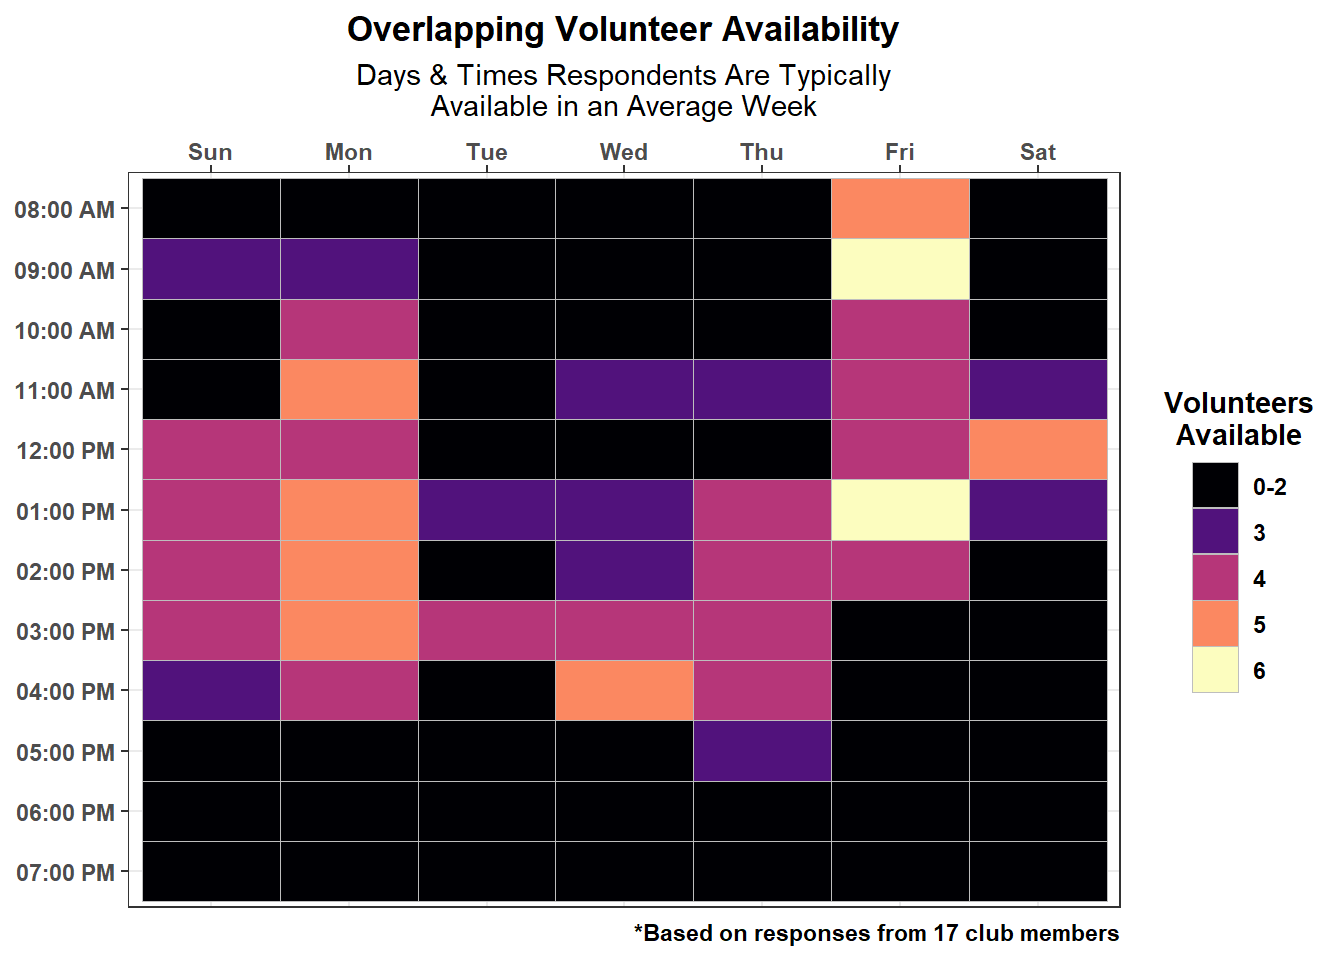 Overlapping Volunteer Availability
Days & Times Respondents Are Typically
Available in an Average Week
Sun Mon Tue Wed Thu Fri Sat
08:00 AM
09:00 AM
10:00 AM
11:00 AM
12:00 PM
01:00 PM
02:00 PM
03:00 PM
04:00 PM
05:00 PM
06:00 PM
07:00 PM
Volunteers
Available
0-2
3
4
5
6
*Based on responses from 17 club members